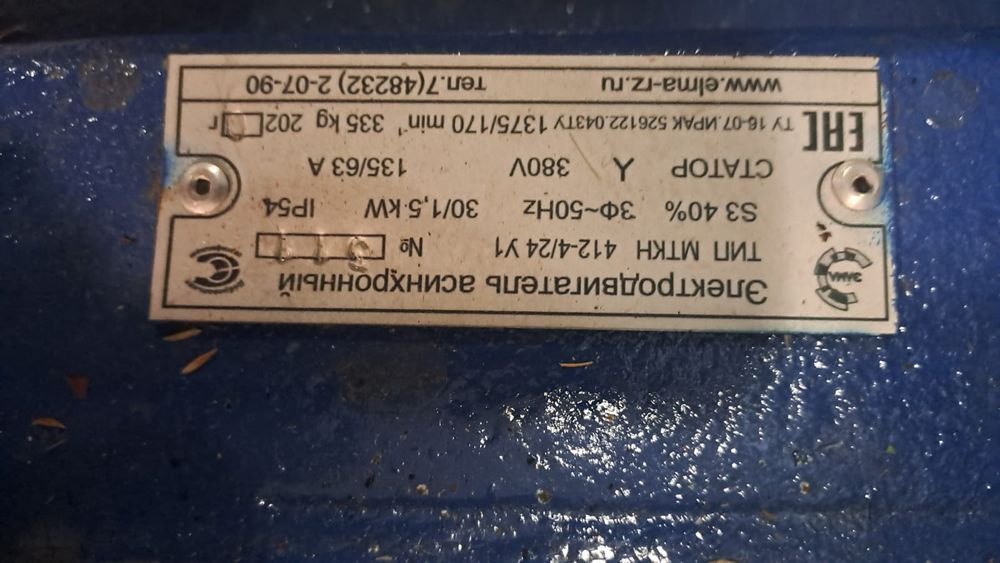 Электродвигатель асинхронный
ТИП МТКН 412-4/24 У1 №
S3 40% 3Ф~50Hz 30/1,5 kW IP54
СТАТОР Y 380V 135/63 A
ТУ 16-07.ИРАК 526122.043ТУ 1375/170 min⁻¹ 335 kg 202 г
ЕАС
www.elma-rz.ru тел.7(48232) 2-07-90